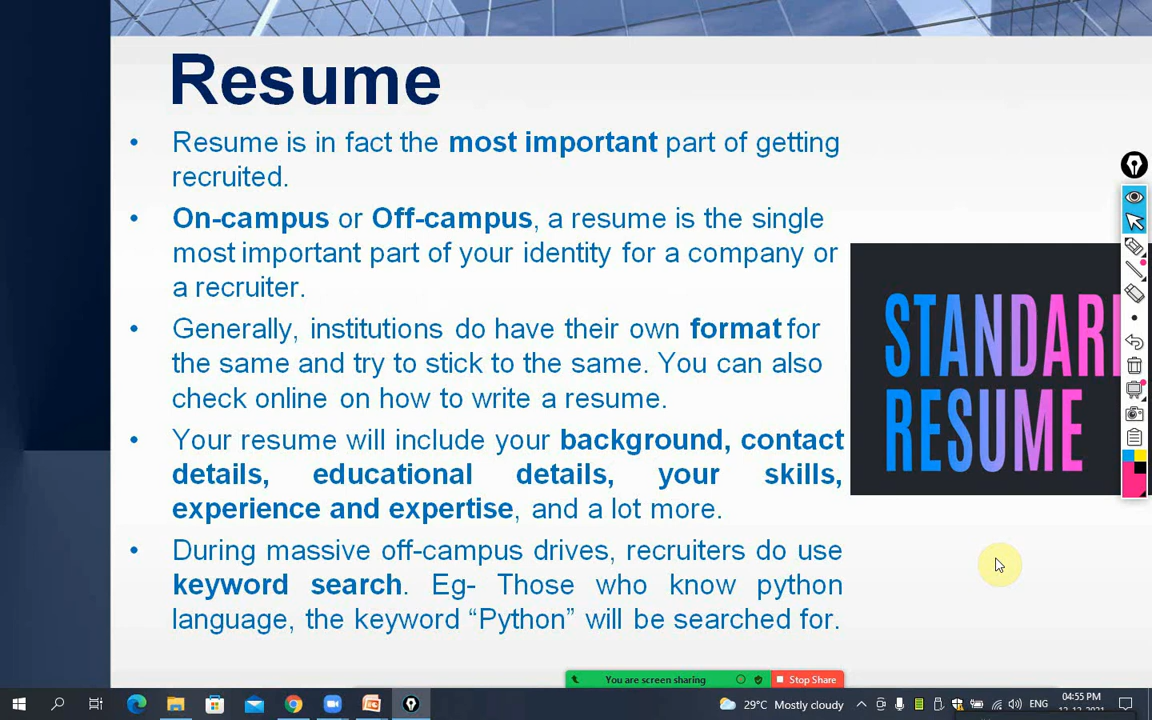 Resume
• Resume is in fact the most important part of getting
recruited.
• On-campus or Off-campus, a resume is the single
most important part of your identity for a company or
a recruiter.
• Generally, institutions do have their own format for
the same and try to stick to the same. You can also
check online on how to write a resume.
• Your resume will include your background, contact
details, educational details, your skills,
experience and expertise, and a lot more.
• During massive off-campus drives, recruiters do use
keyword search. Eg- Those who know python
language, the keyword “Python” will be searched for.
STANDAR
RESUME
You are screen sharing
Stop Share
29°C Mostly cloudy
ENG
04:55 PM
12-12-2021